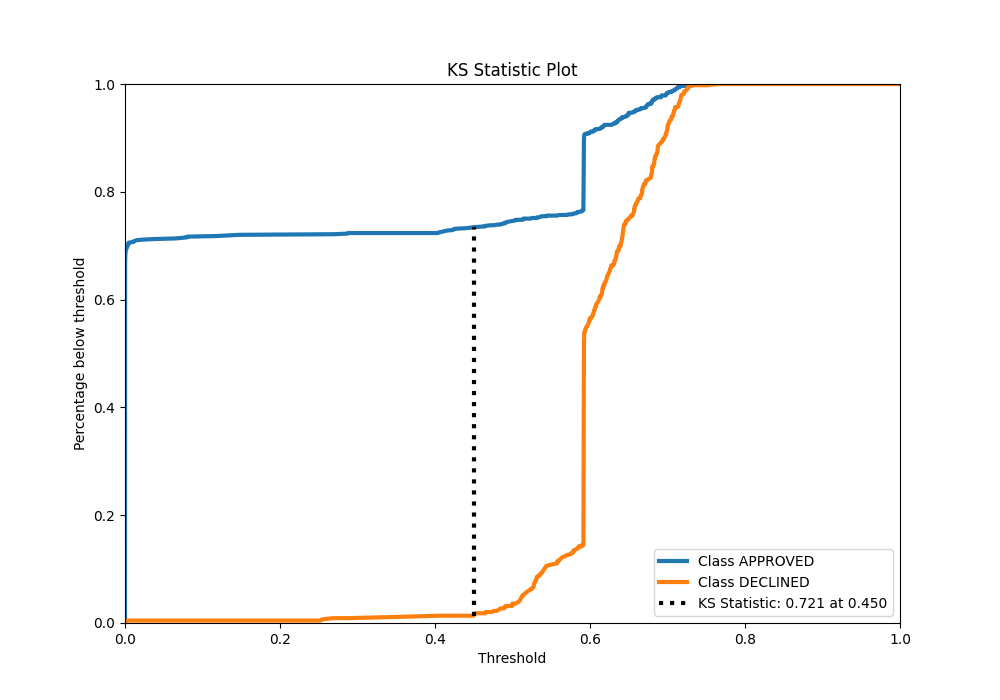 KS Statistic Plot
1.0
0.8
0.6
0.4
0.2
0.0
Percentage below threshold
0.0 0.2 0.4 0.6 0.8 1.0
Threshold
Class APPROVED
Class DECLINED
KS Statistic: 0.721 at 0.450